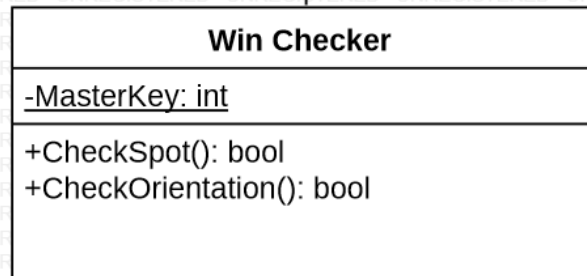 Win Checker
-MasterKey: int
+CheckSpot(): bool
+CheckOrientation(): bool